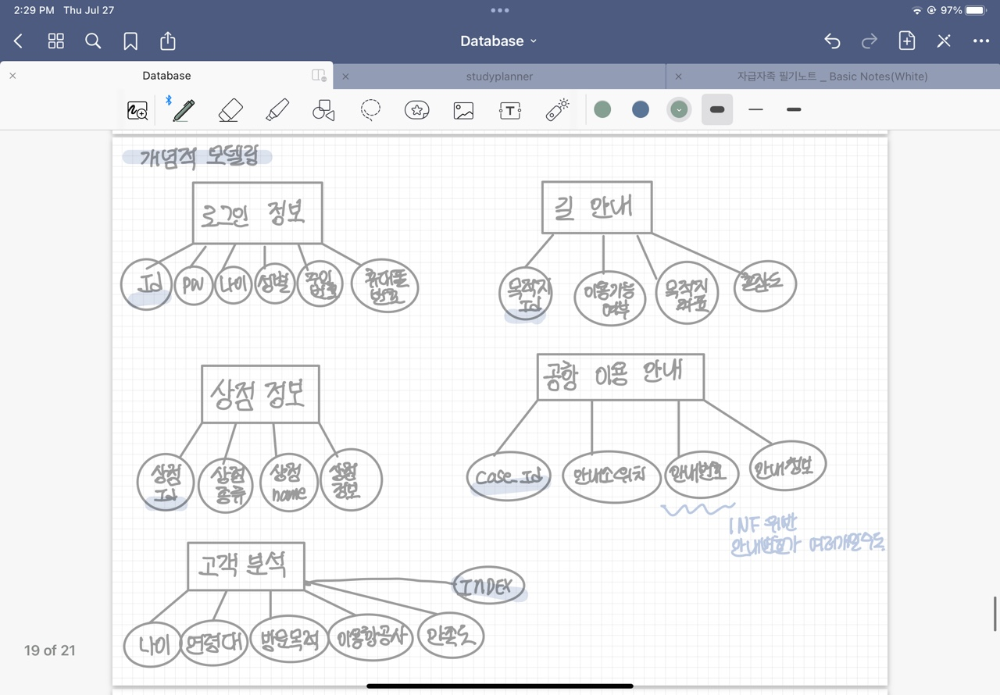 2:29 PM Thu Jul 27
97%
Database
Database
studyplanner
자급자족 필기노트 _ Basic Notes(White)
개념적 모델링
로그인 정보
Id
PW
나이
성별
주민
번호
휴대폰
번호
길 안내
목적지
Id
이용가능
여부
목적지
좌표
혼잡도
상점 정보
상점
Id
상점
종류
상점
name
상점
정보
공항 이용 안내
Case_Id
안내소위치
안내번호
안내정보
1NF 위반
안내번호가 여러개일수도
고객 분석
INDEX
나이
연령대
방문목적
이용항공사
만족도
19 of 21